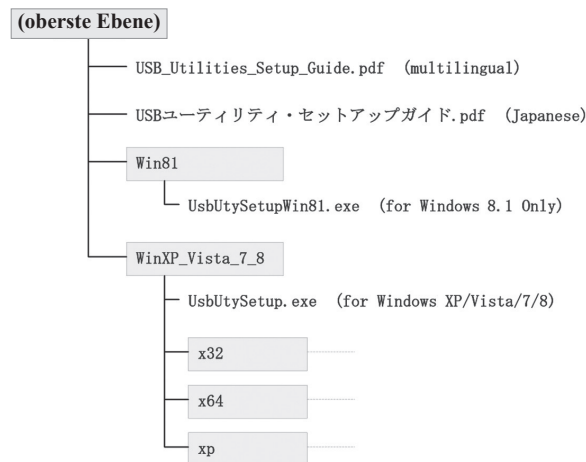 (oberste Ebene)
USB_Utilities_Setup_Guide.pdf (multilingual)
USBユーティリティ・セットアップガイド.pdf (Japanese)
Win81
UsbUtySetupWin81.exe (for Windows 8.1 Only)
WinXP_Vista_7_8
UsbUtySetup.exe (for Windows XP/Vista/7/8)
x32
x64
xp